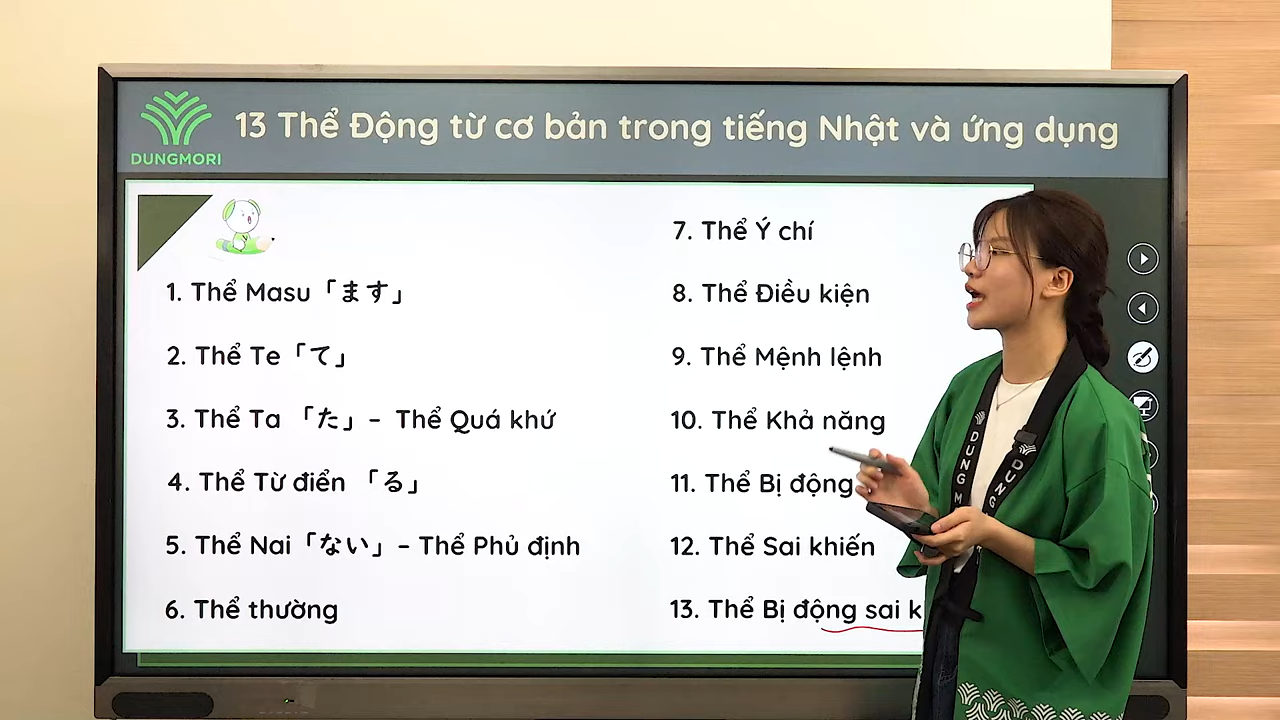 DUNGMORI
13 Thể Động từ cơ bản trong tiếng Nhật và ứng dụng
1. Thể Masu「ます」
2. Thể Te「て」
3. Thể Ta 「た」– Thể Quá khứ
4. Thể Từ điển 「る」
5. Thể Nai「ない」– Thể Phủ định
6. Thể thường
7. Thể Ý chí
8. Thể Điều kiện
9. Thể Mệnh lệnh
10. Thể Khả năng
11. Thể Bị động
12. Thể Sai khiến
13. Thể Bị động sai k
DUNG M
DUNG